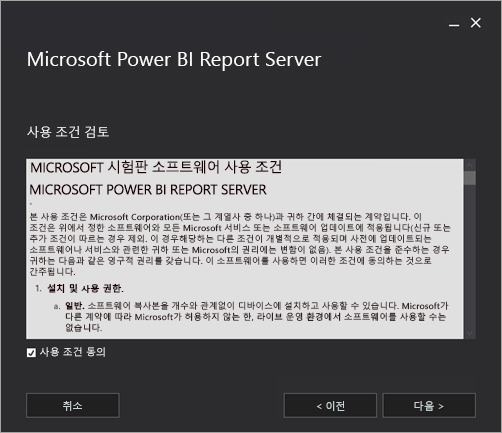 Microsoft Power BI Report Server
사용 조건 검토
MICROSOFT 시험판 소프트웨어 사용 조건
MICROSOFT POWER BI REPORT SERVER
본 사용 조건은 Microsoft Corporation(또는 그 계열사 중 하나)과 귀하 간에 체결되는 계약입니다. 이
조건은 위에서 정한 소프트웨어와 모든 Microsoft 서비스 또는 소프트웨어 업데이트에 적용됩니다(신규 또는
추가 조건이 따르는 경우 제외. 이 경우해당하는 다른 조건이 개별적으로 적용되며 사전에 업데이트되는
소프트웨어나 서비스와 관련한 귀하 또는 Microsoft의 권리에는 변함이 없음). 본 사용 조건을 준수하는 경우
귀하는 다음과 같은 영구적 권리를 갖습니다. 이 소프트웨어를 사용하면 이러한 조건에 동의하는 것으로
간주됩니다.
1. 설치 및 사용 권한.
a. 일반. 소프트웨어 복사본을 개수와 관계없이 디바이스에 설치하고 사용할 수 있습니다. Microsoft가
다른 계약에 따라 Microsoft가 허용하지 않는 한, 라이브 운영 환경에서 소프트웨어를 사용할 수는
없습니다.
사용 조건 동의
취소
< 이전
다음 >